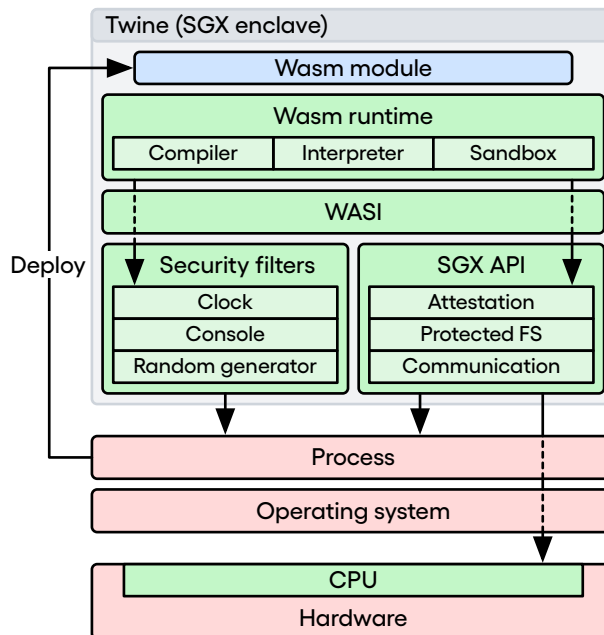 Twine (SGX enclave)
Wasm module
Wasm runtime
Compiler Interpreter Sandbox
WASI
Deploy
Security filters SGX API
Clock Attestation
Console Protected FS
Random generator Communication
Process
Operating system
CPU
Hardware